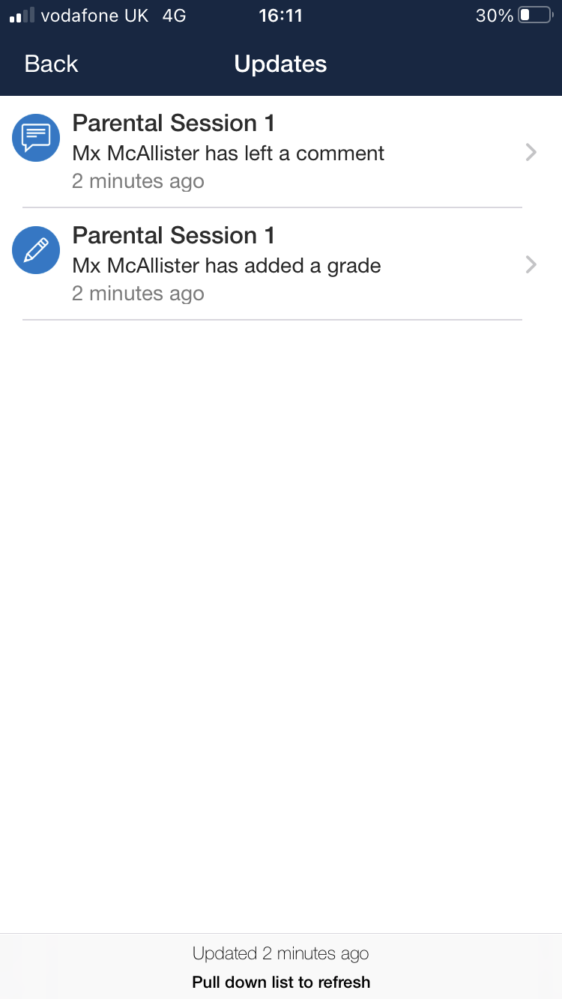 vodafone UK 4G 16:11 30%
Back Updates
Parental Session 1
Mx McAllister has left a comment
2 minutes ago
Parental Session 1
Mx McAllister has added a grade
2 minutes ago
Updated 2 minutes ago
Pull down list to refresh